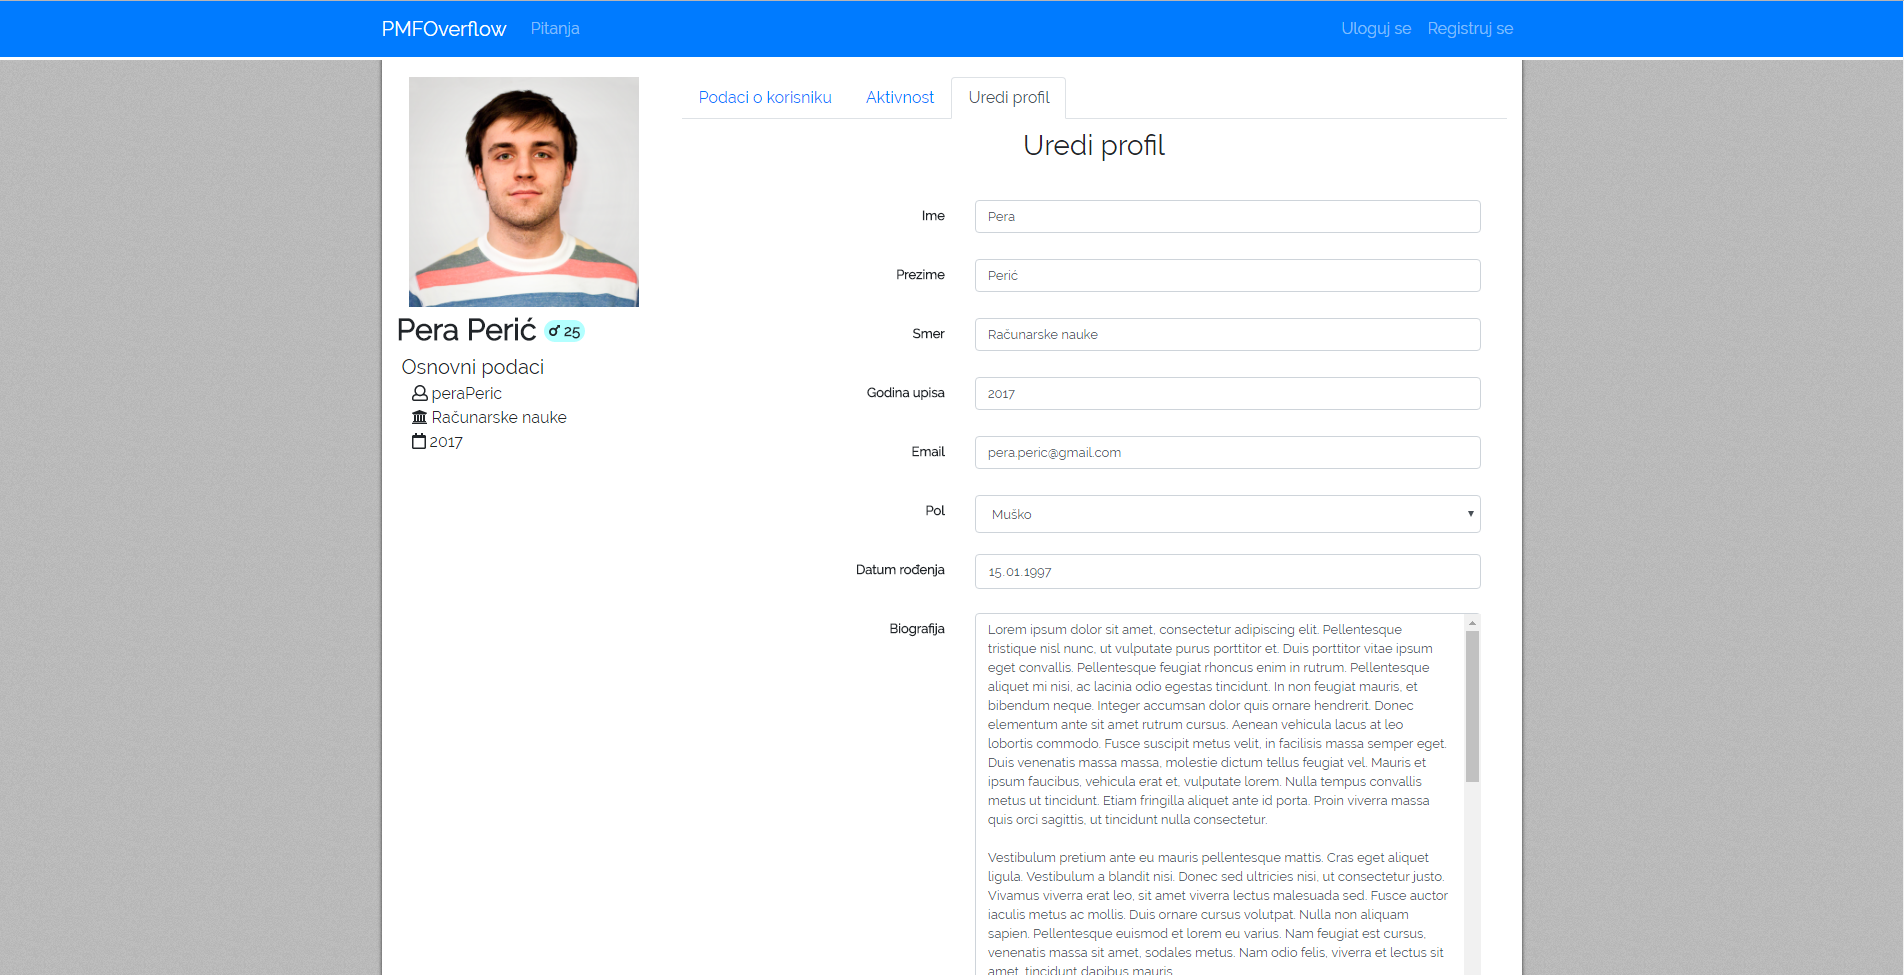 PMFOverflow Pitanja Uloguj se Registruj se
Podaci o korisniku Aktivnost Uredi profil
Uredi profil
Pera Perić 25
Osnovni podaci
peraPeric
Računarske nauke
2017
Ime Pera
Prezime Perić
Smer Računarske nauke
Godina upisa 2017
Email pera.peric@gmail.com
Pol Muško
Datum rođenja 15.01.1997
Biografija Lorem ipsum dolor sit amet, consectetur adipiscing elit. Pellentesque
tristique nisl nunc, ut vulputate purus porttitor et. Duis porttitor vitae ipsum
eget convallis. Pellentesque feugiat rhoncus enim in rutrum. Pellentesque
aliquet mi nisi, ac lacinia odio egestas tincidunt. In non feugiat mauris, et
bibendum neque. Integer accumsan dolor quis ornare hendrerit. Donec
elementum ante sit amet rutrum cursus. Aenean vehicula lacus at leo
lobortis commodo. Fusce suscipit metus velit, in facilisis massa semper eget.
Duis venenatis massa massa, molestie dictum tellus feugiat vel. Mauris et
ipsum faucibus, vehicula erat et, vulputate lorem. Nulla tempus convallis
metus ut tincidunt. Etiam fringilla aliquet ante id porta. Proin viverra massa
quis orci sagittis, ut tincidunt nulla consectetur.
Vestibulum pretium ante eu mauris pellentesque mattis. Cras eget aliquet
ligula. Vestibulum a blandit nisi. Donec sed ultricies nisi, ut consectetur justo.
Vivamus viverra erat leo, sit amet viverra lectus malesuada sed. Fusce auctor
iaculis metus ac mollis. Duis ornare cursus volutpat. Nulla non aliquam
sapien. Pellentesque euismod et lorem eu varius. Nam feugiat est cursus,
venenatis massa sit amet, sodales metus. Nam odio felis, viverra et lectus sit
amet, tincidunt dapibus mauris.